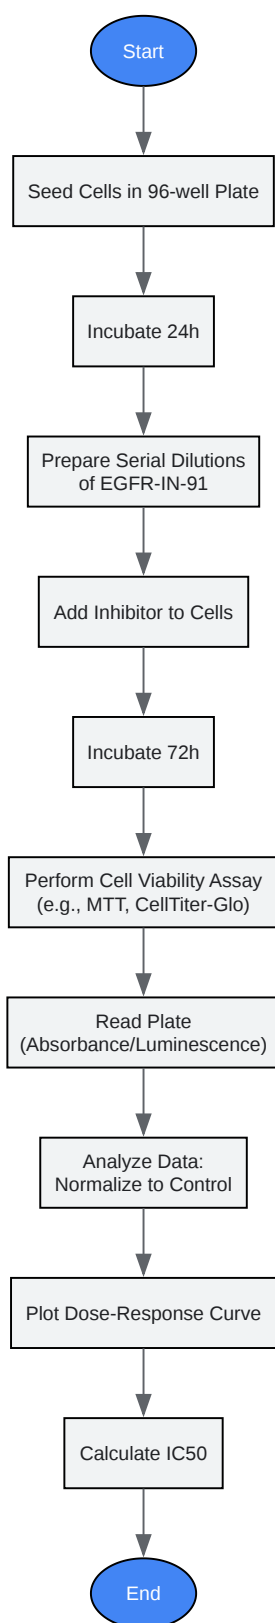 Start
Seed Cells in 96-well Plate
Incubate 24h
Prepare Serial Dilutions
of EGFR-IN-91
Add Inhibitor to Cells
Incubate 72h
Perform Cell Viability Assay
(e.g., MTT, CellTiter-Glo)
Read Plate
(Absorbance/Luminescence)
Analyze Data:
Normalize to Control
Plot Dose-Response Curve
Calculate IC50
End